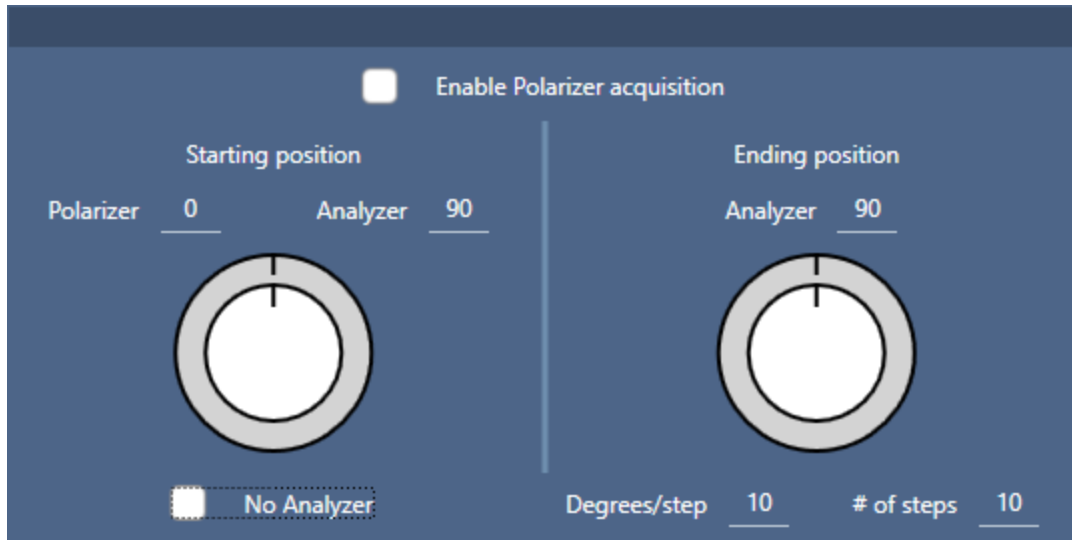 Enable Polarizer acquisition
Starting position
Polarizer 0 Analyzer 90
No Analyzer
Ending position
Analyzer 90
Degrees/step 10 # of steps 10